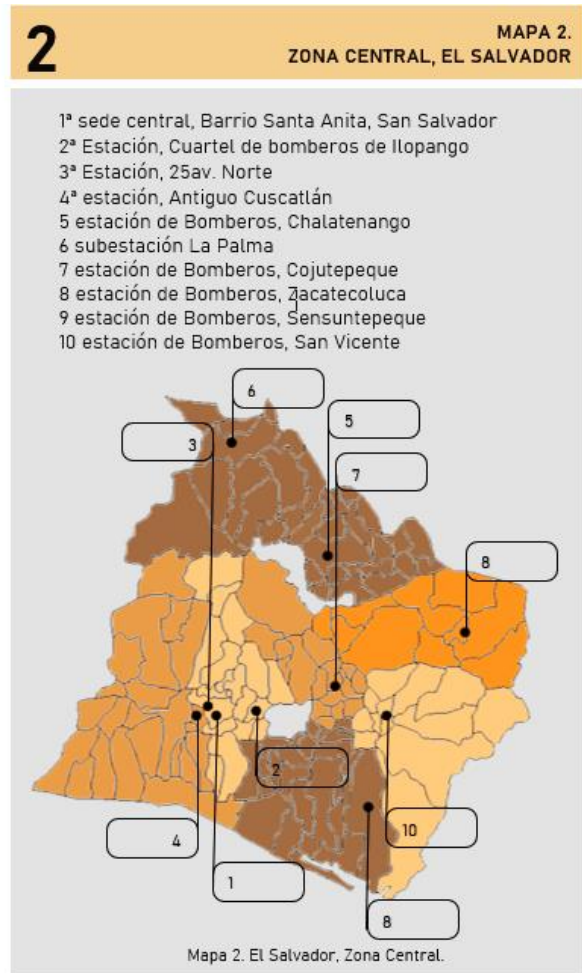 2
MAPA 2.
ZONA CENTRAL, EL SALVADOR
1ª sede central, Barrio Santa Anita, San Salvador
2ª Estación, Cuartel de bomberos de Ilopango
3ª Estación, 25av. Norte
4ª estación, Antiguo Cuscatlán
5 estación de Bomberos, Chalatenango
6 subestación La Palma
7 estación de Bomberos, Cojutepeque
8 estación de Bomberos, Zacatecoluca
9 estación de Bomberos, Sensuntepeque
10 estación de Bomberos, San Vicente
6
5
3
7
8
2
10
4
1
8
Mapa 2. El Salvador, Zona Central.